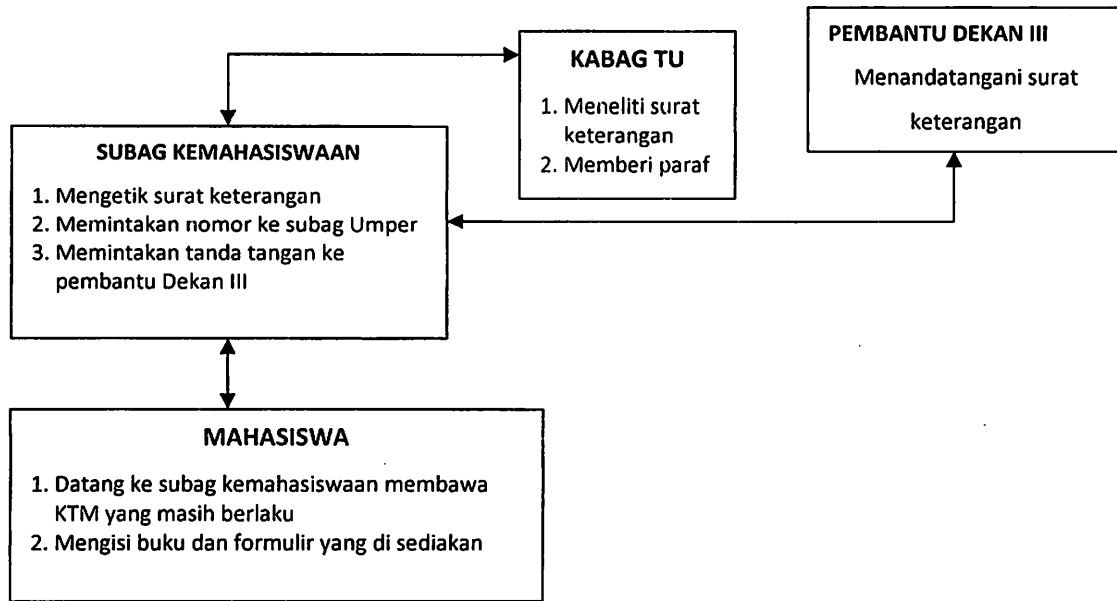 KABAG TU
1. Meneliti surat
keterangan
2. Memberi paraf
PEMBANTU DEKAN III
Menandatangani surat
keterangan
SUBAG KEMAHASISWAAN
1. Mengetik surat keterangan
2. Memintakan nomor ke subag Umper
3. Memintakan tanda tangan ke
pembantu Dekan III
MAHASISWA
1. Datang ke subag kemahasiswaan membawa
KTM yang masih berlaku
2. Mengisi buku dan formulir yang di sediakan